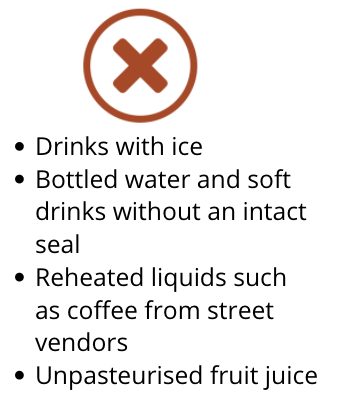 • Drinks with ice
• Bottled water and soft
drinks without an intact
seal
• Reheated liquids such
as coffee from street
vendors
• Unpasteurised fruit juice